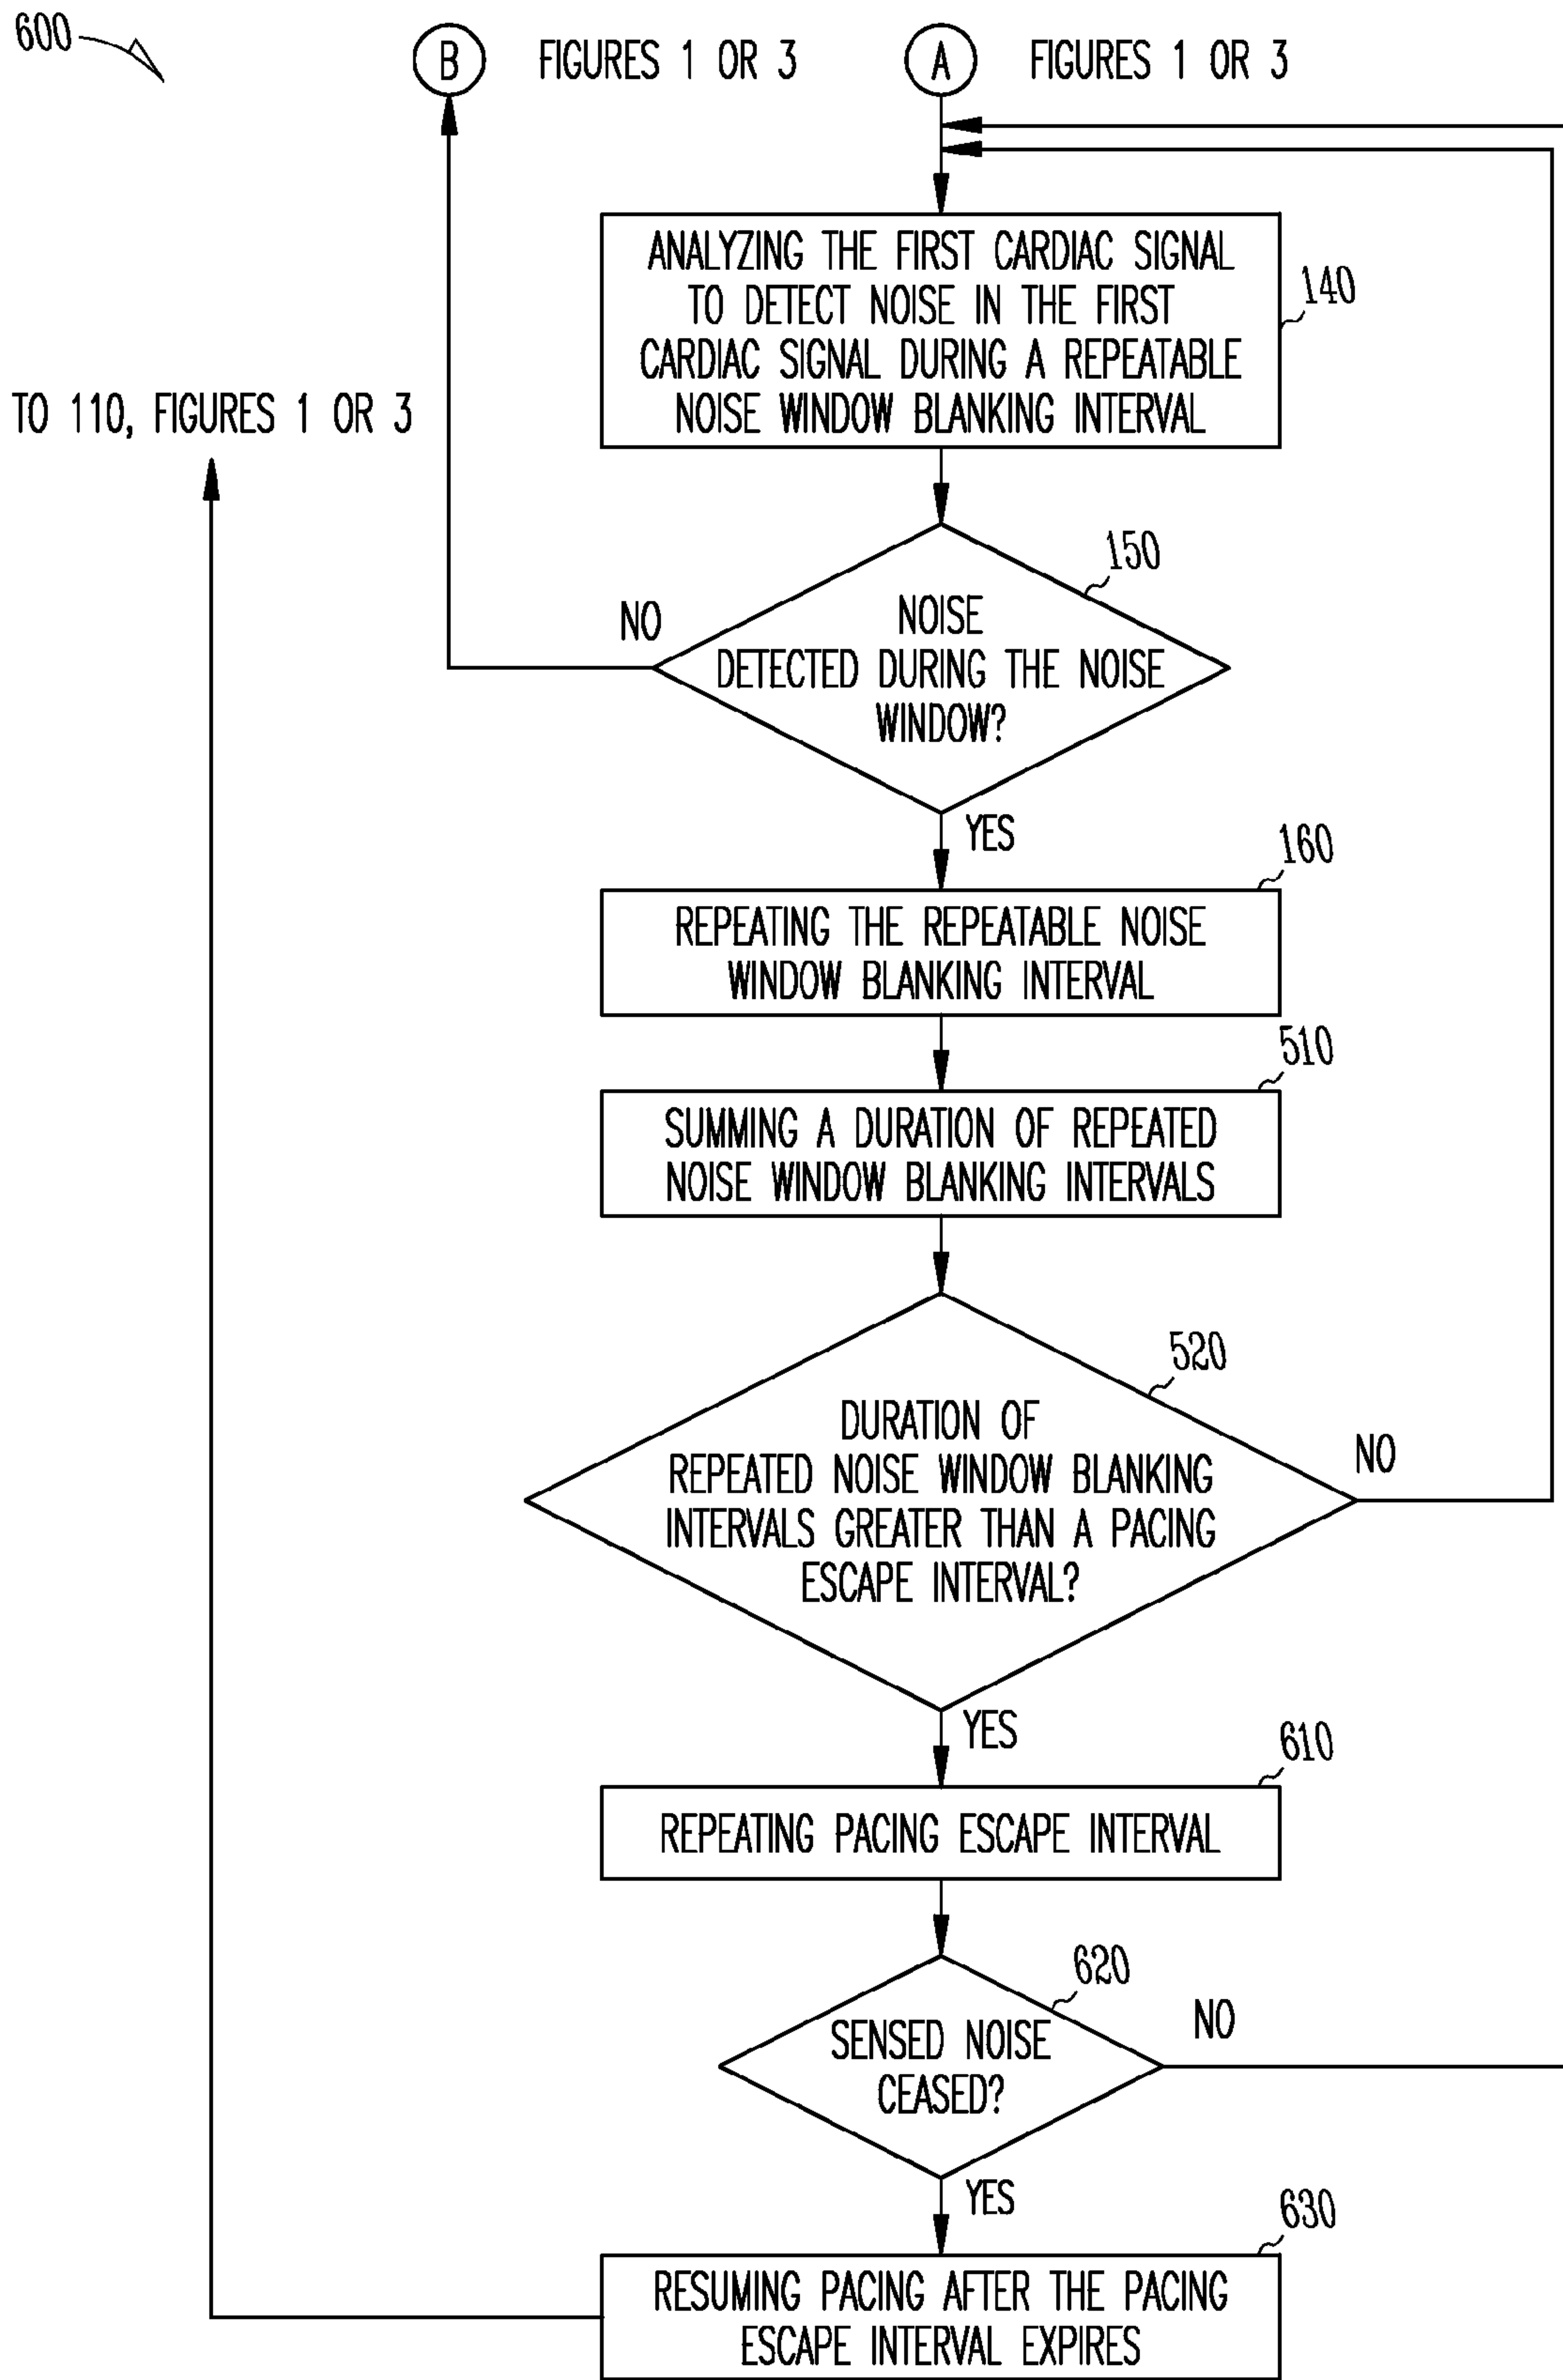 600
B FIGURES 1 OR 3
A FIGURES 1 OR 3
ANALYZING THE FIRST CARDIAC SIGNAL
TO DETECT NOISE IN THE FIRST
CARDIAC SIGNAL DURING A REPEATABLE
NOISE WINDOW BLANKING INTERVAL
140
TO 110, FIGURES 1 OR 3
150
NO
NOISE
DETECTED DURING THE NOISE
WINDOW?
YES
160
REPEATING THE REPEATABLE NOISE
WINDOW BLANKING INTERVAL
510
SUMMING A DURATION OF REPEATED
NOISE WINDOW BLANKING INTERVALS
520
DURATION OF
REPEATED NOISE WINDOW BLANKING
INTERVALS GREATER THAN A PACING
ESCAPE INTERVAL?
NO
YES
610
REPEATING PACING ESCAPE INTERVAL
620
SENSED NOISE
CEASED?
NO
YES
630
RESUMING PACING AFTER THE PACING
ESCAPE INTERVAL EXPIRES